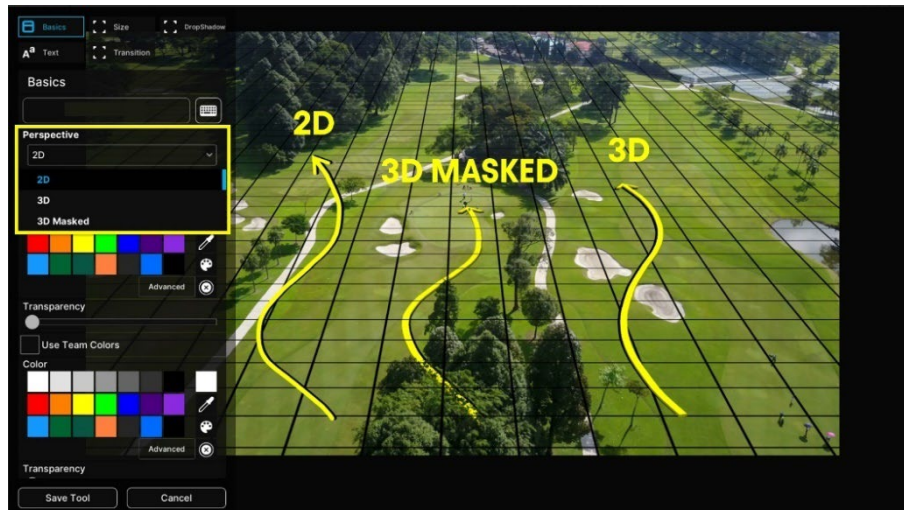 Basics
Size
DropShadow
Aa Text
Transition
Basics
Perspective
2D
2D
3D
3D Masked
Advanced
Transparency
Use Team Colors
Color
Advanced
Transparency
Save Tool
Cancel
2D
3D MASKED
3D